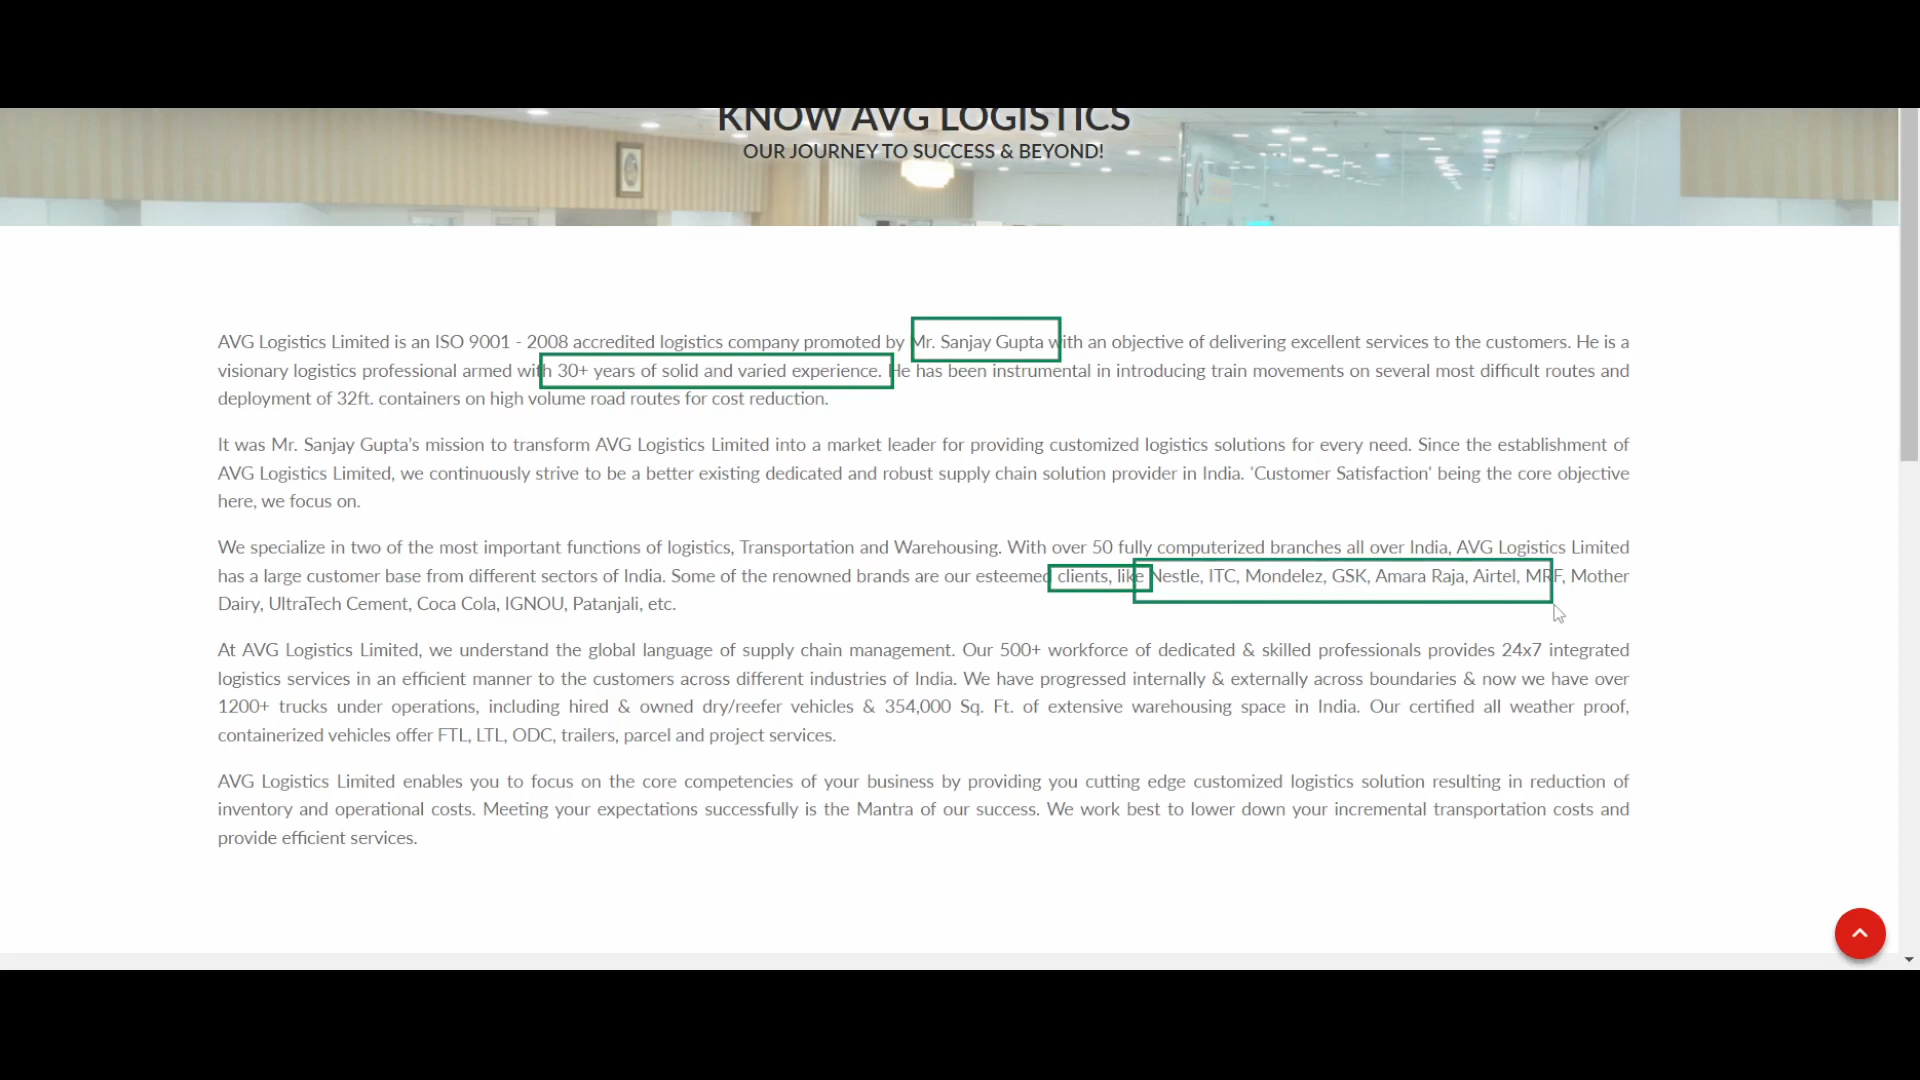 KNOW AVG LOGISTICS
OUR JOURNEY TO SUCCESS & BEYOND!
AVG Logistics Limited is an ISO 9001 - 2008 accredited logistics company promoted by Mr. Sanjay Gupta with an objective of delivering excellent services to the customers. He is a
visionary logistics professional armed with 30+ years of solid and varied experience. He has been instrumental in introducing train movements on several most difficult routes and
deployment of 32ft. containers on high volume road routes for cost reduction.
It was Mr. Sanjay Gupta’s mission to transform AVG Logistics Limited into a market leader for providing customized logistics solutions for every need. Since the establishment of
AVG Logistics Limited, we continuously strive to be a better existing dedicated and robust supply chain solution provider in India. 'Customer Satisfaction' being the core objective
here, we focus on.
We specialize in two of the most important functions of logistics, Transportation and Warehousing. With over 50 fully computerized branches all over India, AVG Logistics Limited
has a large customer base from different sectors of India. Some of the renowned brands are our esteemed clients, like Nestle, ITC, Mondelez, GSK, Amara Raja, Airtel, MRF, Mother
Dairy, UltraTech Cement, Coca Cola, IGNOU, Patanjali, etc.
At AVG Logistics Limited, we understand the global language of supply chain management. Our 500+ workforce of dedicated & skilled professionals provides 24x7 integrated
logistics services in an efficient manner to the customers across different industries of India. We have progressed internally & externally across boundaries & now we have over
1200+ trucks under operations, including hired & owned dry/reefer vehicles & 354,000 Sq. Ft. of extensive warehousing space in India. Our certified all weather proof,
containerized vehicles offer FTL, LTL, ODC, trailers, parcel and project services.
AVG Logistics Limited enables you to focus on the core competencies of your business by providing you cutting edge customized logistics solution resulting in reduction of
inventory and operational costs. Meeting your expectations successfully is the Mantra of our success. We work best to lower down your incremental transportation costs and
provide efficient services.